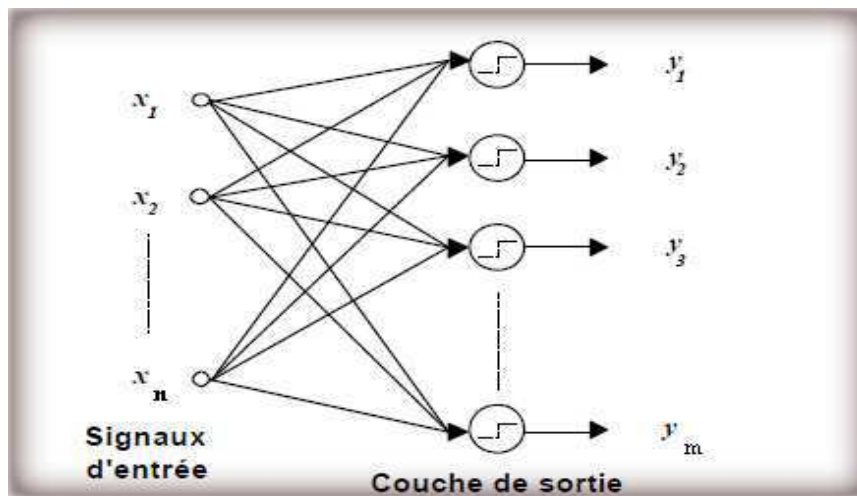 x1
x2
xn
Signaux
d'entrée
y1
y2
y3
ym
Couche de sortie